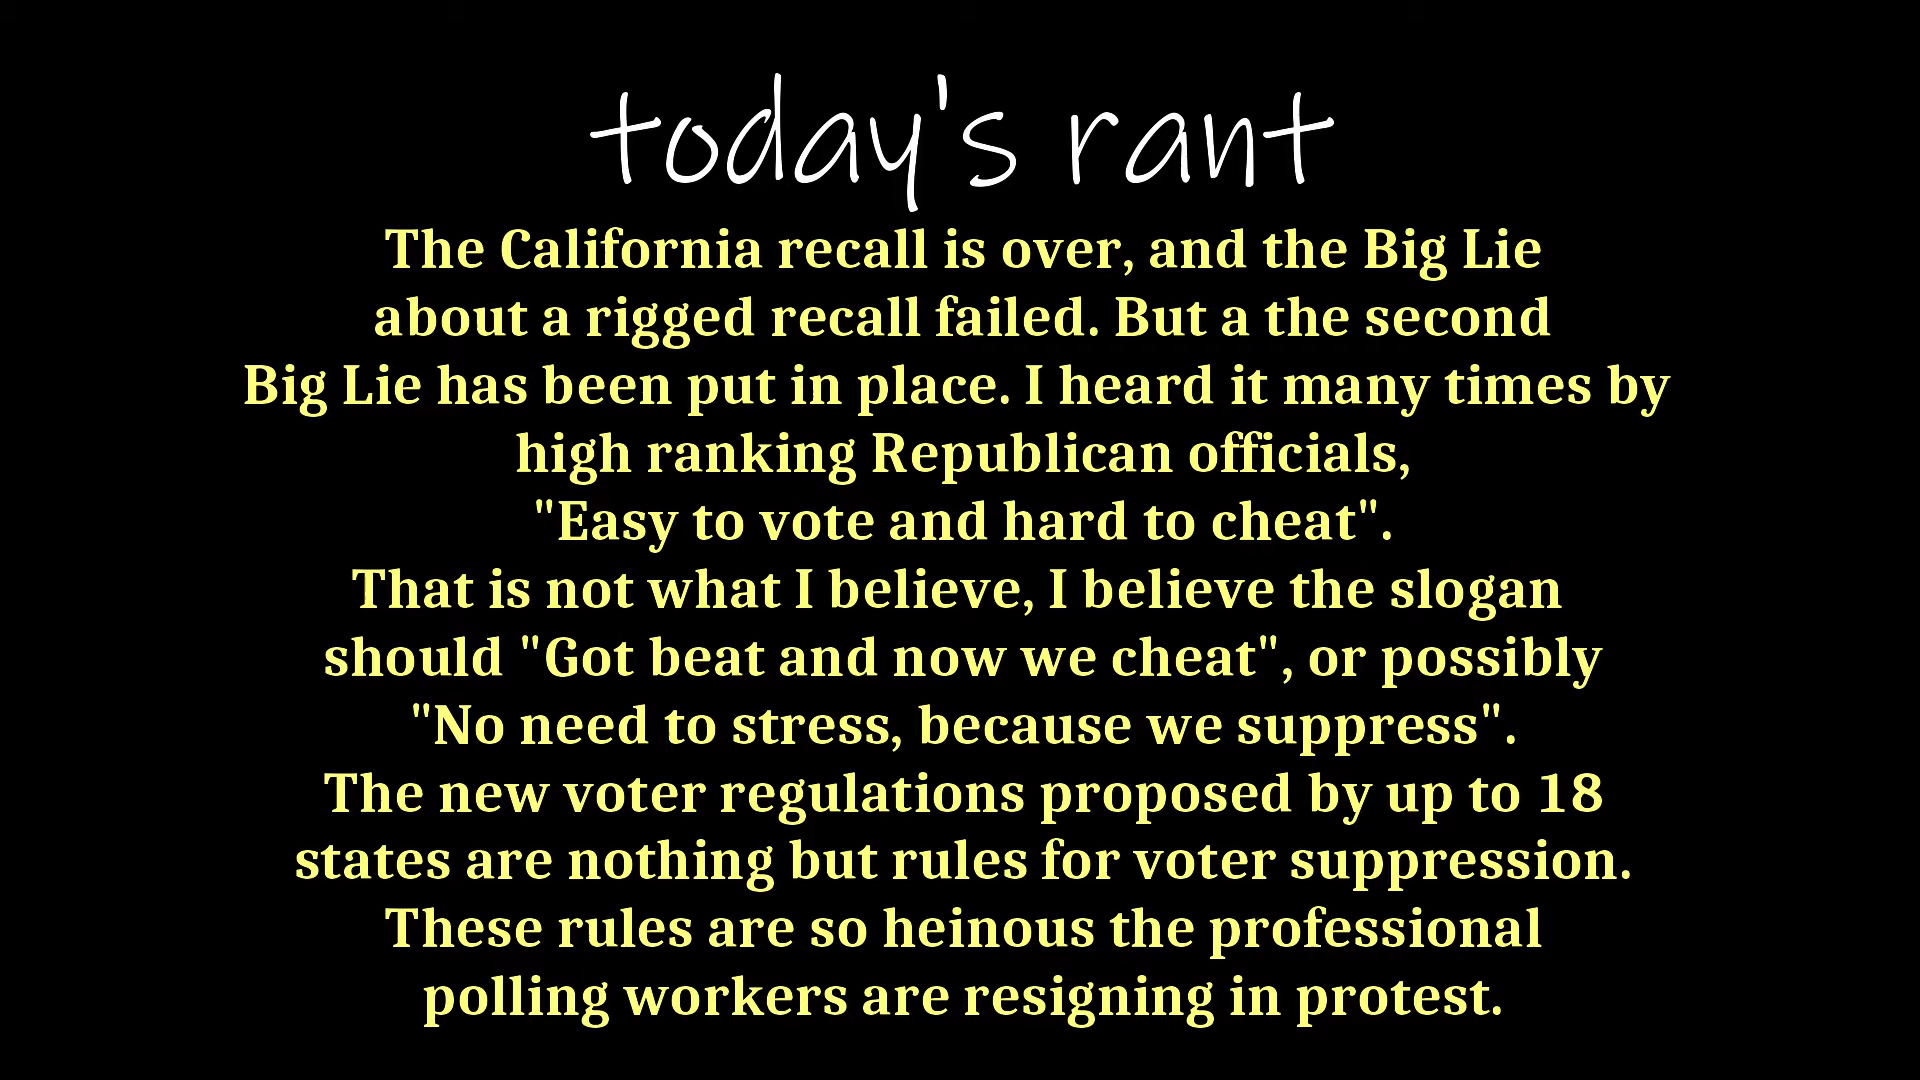 today's rant
The California recall is over, and the Big Lie
about a rigged recall failed. But a the second
Big Lie has been put in place. I heard it many times by
high ranking Republican officials,
"Easy to vote and hard to cheat".
That is not what I believe, I believe the slogan
should "Got beat and now we cheat", or possibly
"No need to stress, because we suppress".
The new voter regulations proposed by up to 18
states are nothing but rules for voter suppression.
These rules are so heinous the professional
polling workers are resigning in protest.